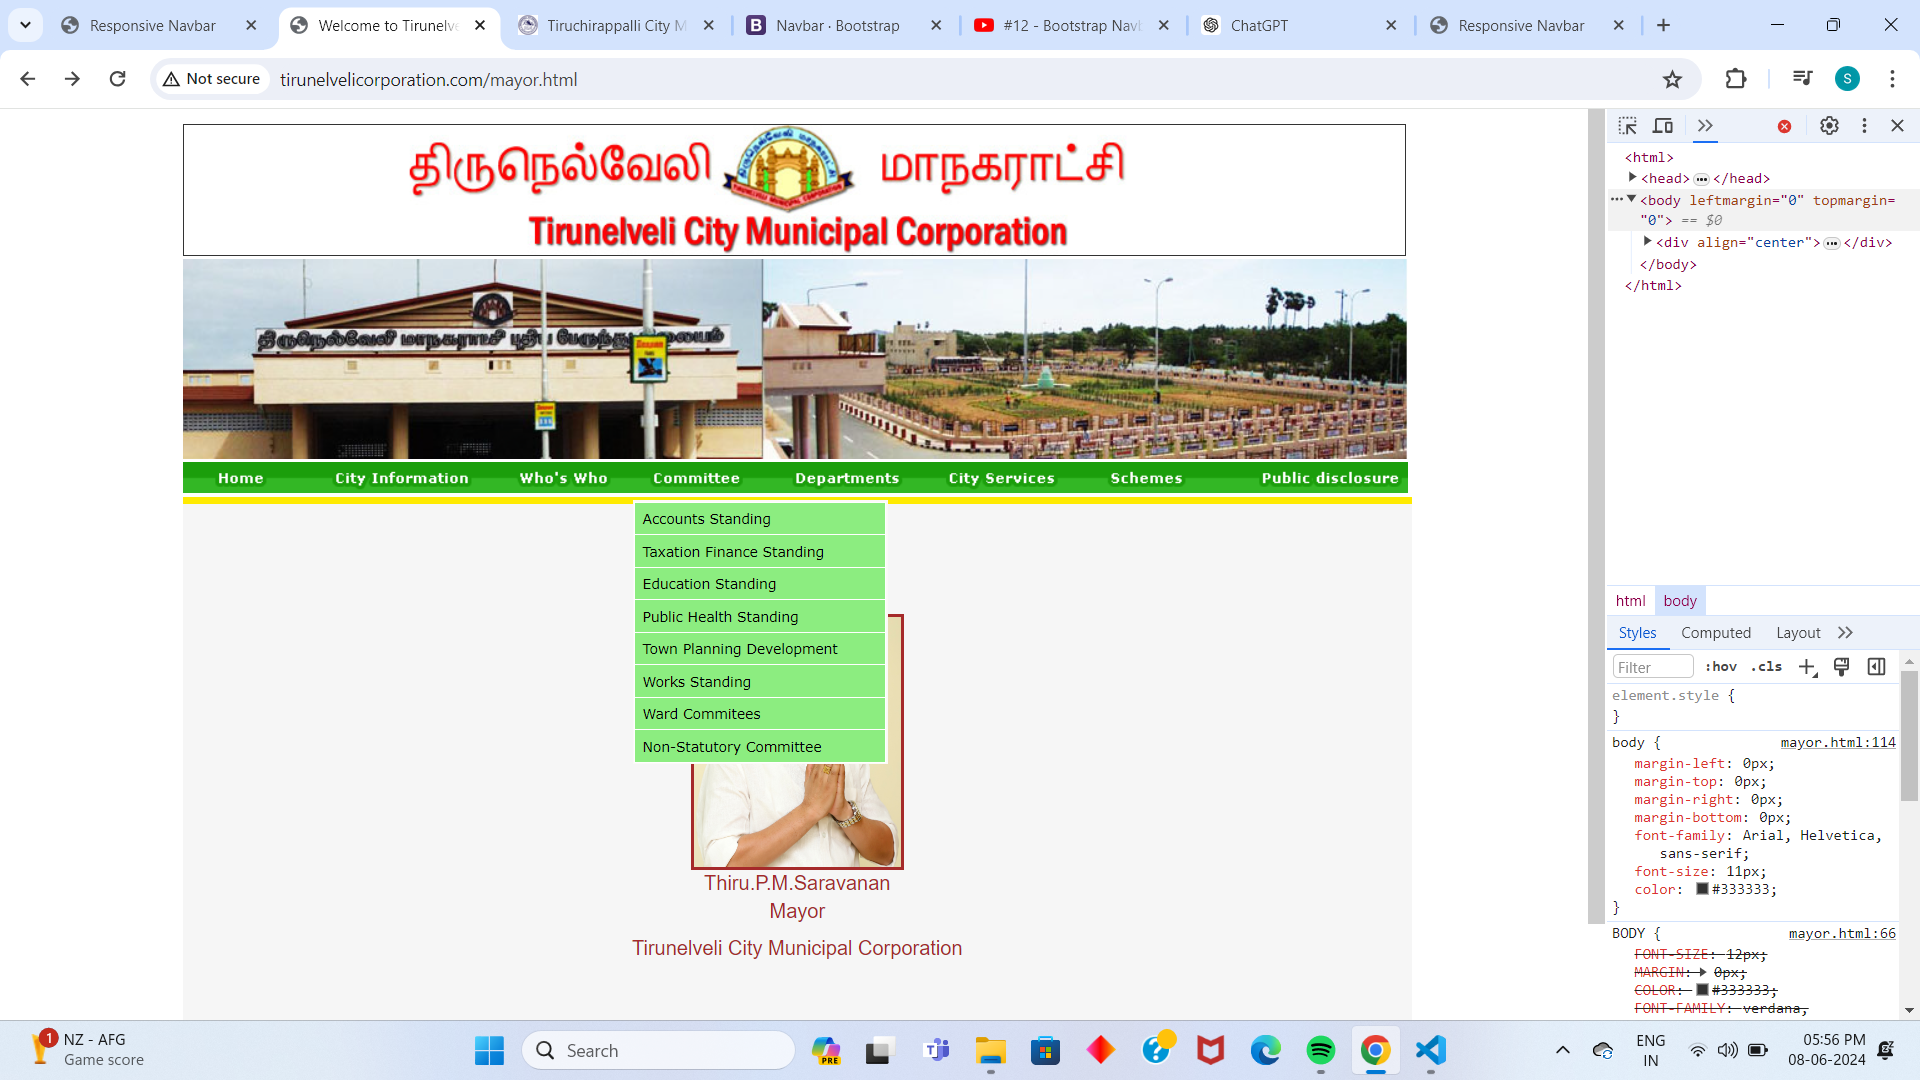 Responsive Navbar
Welcome to Tirunelve
Tiruchirappalli City M
Navbar · Bootstrap
#12 - Bootstrap Navb
ChatGPT
Responsive Navbar
Not secure
tirunelvelicorporation.com/mayor.html
S
திருநெல்வேலி மாநகராட்சி
Tirunelveli City Municipal Corporation
திருநெல்வேலி மாநகராட்சி புதிய பேருந்து நிலையம்
Home City Information Who's Who Committee Departments City Services Schemes Public disclosure
Accounts Standing
Taxation Finance Standing
Education Standing
Public Health Standing
Town Planning Development
Works Standing
Ward Commitees
Non-Statutory Committee
Thiru.P.M.Saravanan
Mayor
Tirunelveli City Municipal Corporation
<html>
<head> ••• </head>
••• <body leftmargin="0" topmargin=
"0"> == $0
<div align="center"> ••• </div>
</body>
</html>
html body
Styles Computed Layout
Filter :hov .cls
element.style {
}
body { mayor.html:114
margin-left: 0px;
margin-top: 0px;
margin-right: 0px;
margin-bottom: 0px;
font-family: Arial, Helvetica,
sans-serif;
font-size: 11px;
color: #333333;
}
BODY { mayor.html:66
FONT-SIZE: 12px;
MARGIN: 0px;
COLOR: #333333;
FONT-FAMILY: verdana,
1
NZ - AFG
Game score
Search
PRE
ENG
IN
05:56 PM
08-06-2024